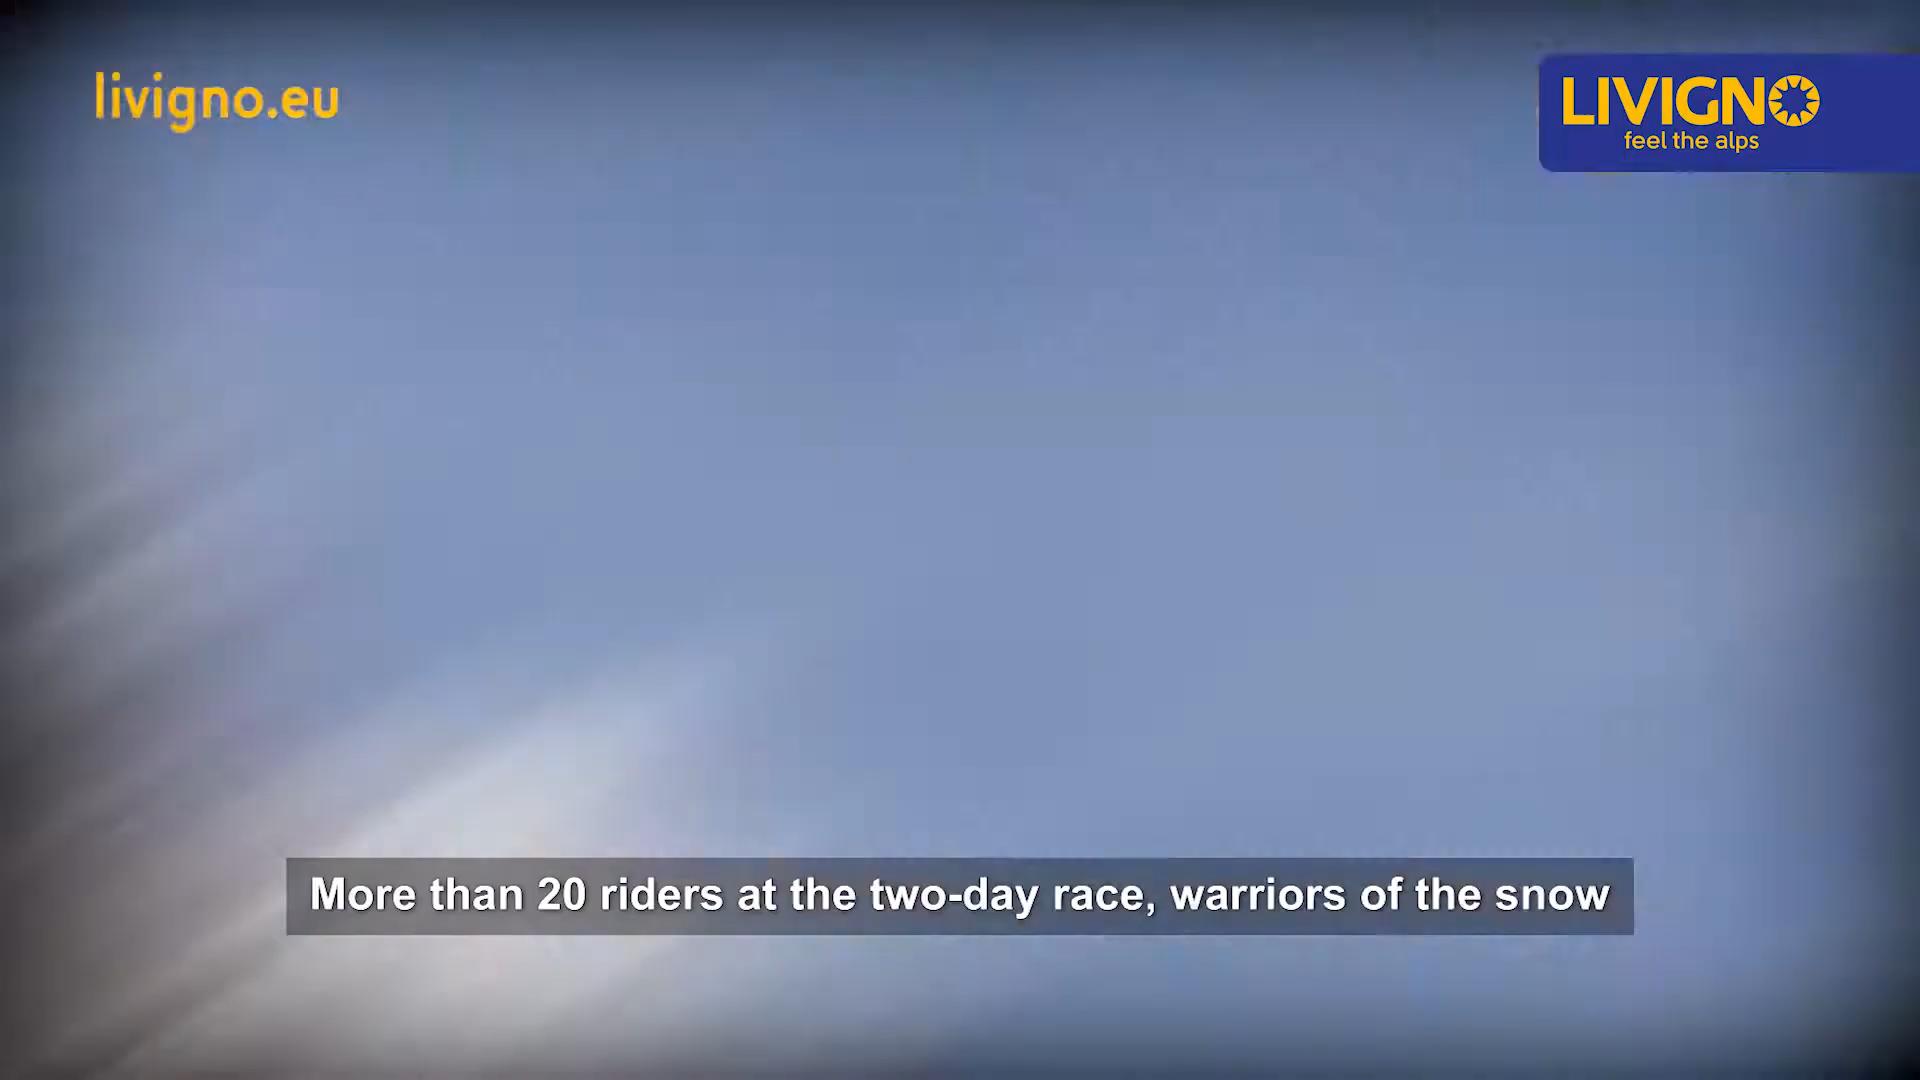 livigno.eu
LIVIGNO
feel the alps
More than 20 riders at the two-day race, warriors of the snow